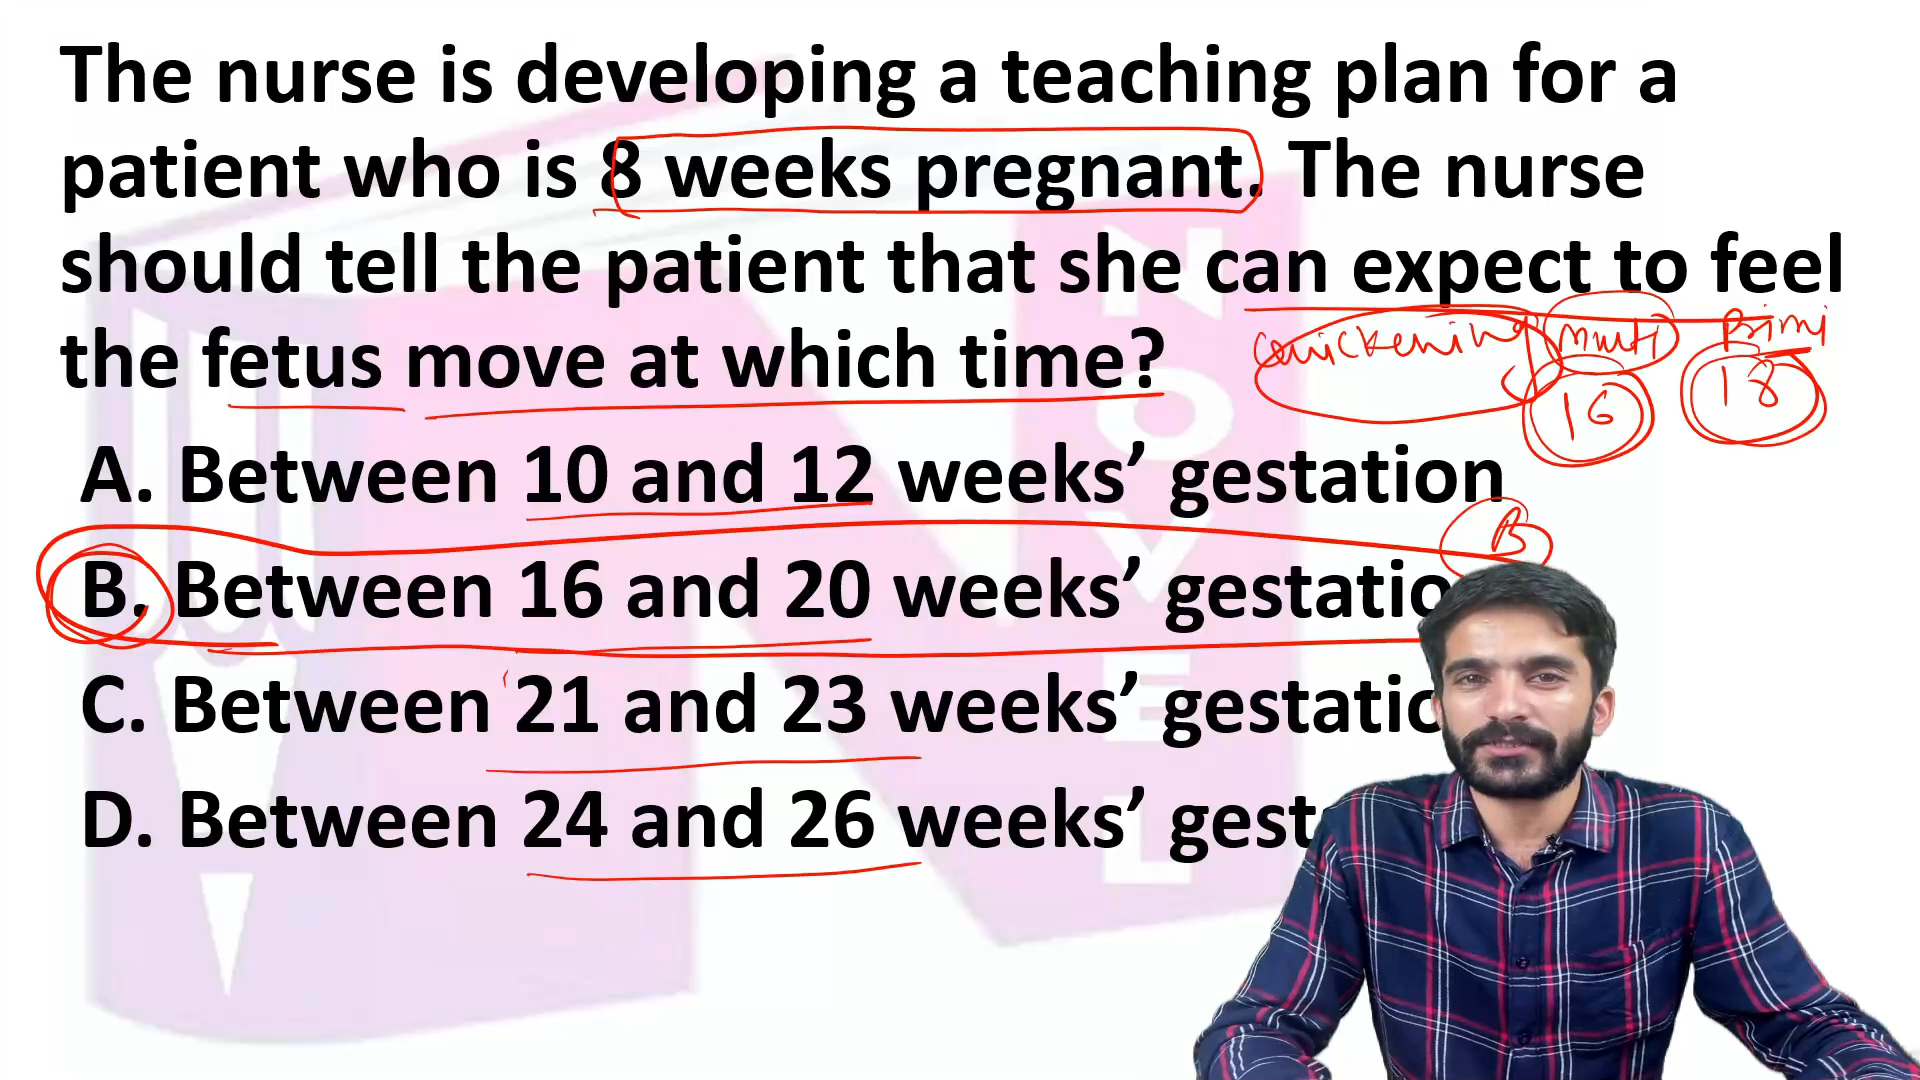 The nurse is developing a teaching plan for a
patient who is 8 weeks pregnant. The nurse
should tell the patient that she can expect to feel
the fetus move at which time?
Quickening Multi Primi
16 18
A. Between 10 and 12 weeks’ gestation
B
B. Between 16 and 20 weeks’ gestatio
C. Between 21 and 23 weeks’ gestatio
D. Between 24 and 26 weeks’ gest
NOVEL